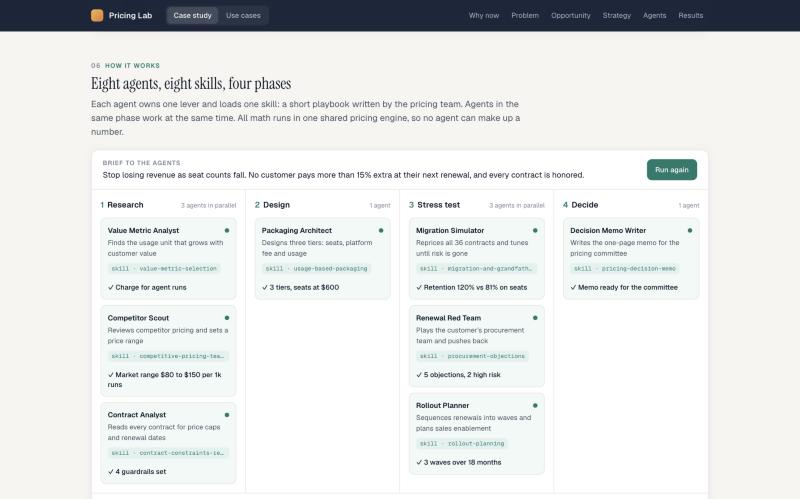 Pricing Lab
Case study
Use cases
Why now
Problem
Opportunity
Strategy
Agents
Results
06 HOW IT WORKS
Eight agents, eight skills, four phases
Each agent owns one lever and loads one skill: a short playbook written by the pricing team. Agents in the
same phase work at the same time. All math runs in one shared pricing engine, so no agent can make up a
number.
BRIEF TO THE AGENTS
Stop losing revenue as seat counts fall. No customer pays more than 15% extra at their next renewal, and every contract is honored.
Run again
1 Research
3 agents in parallel
Value Metric Analyst
Finds the usage unit that grows with
customer value
skill · value-metric-selection
✓ Charge for agent runs
Competitor Scout
Reviews competitor pricing and sets a
price range
skill · competitive-pricing-tea…
✓ Market range $80 to $150 per 1k
runs
Contract Analyst
Reads every contract for price caps
and renewal dates
skill · contract-constraints-re…
✓ 4 guardrails set
2 Design
1 agent
Packaging Architect
Designs three tiers: seats, platform
fee and usage
skill · usage-based-packaging
✓ 3 tiers, seats at $600
3 Stress test
3 agents in parallel
Migration Simulator
Reprices all 36 contracts and tunes
until risk is gone
skill · migration-and-grandfath…
✓ Retention 120% vs 81% on seats
Renewal Red Team
Plays the customer's procurement
team and pushes back
skill · procurement-objections
✓ 5 objections, 2 high risk
Rollout Planner
Sequences renewals into waves and
plans sales enablement
skill · rollout-planning
✓ 3 waves over 18 months
4 Decide
1 agent
Decision Memo Writer
Writes the one-page memo for the
pricing committee
skill · pricing-decision-memo
✓ Memo ready for the committee